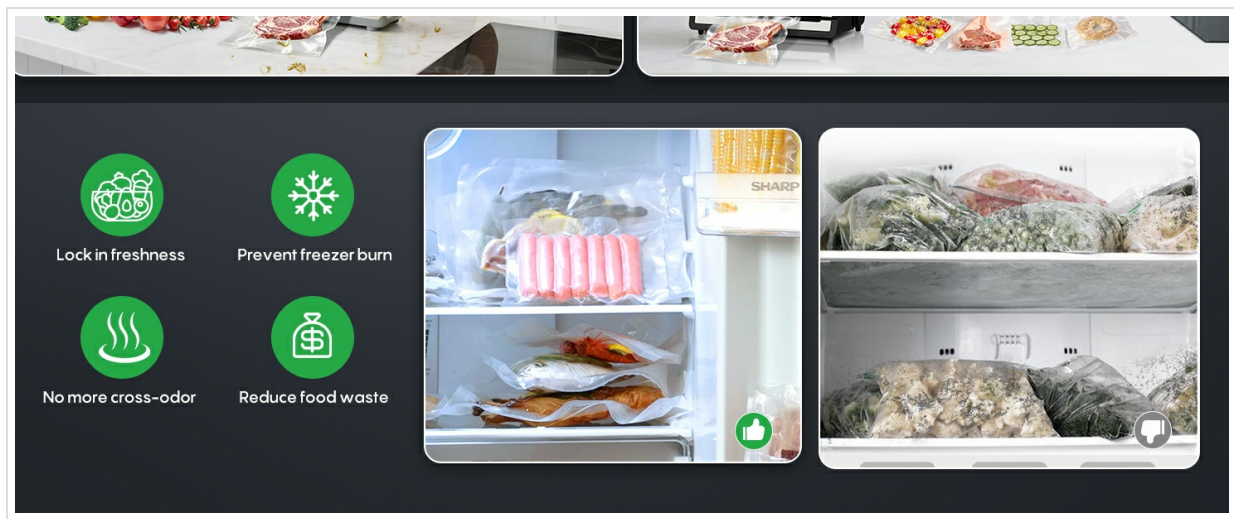 Lock in freshness
Prevent freezer burn
No more cross-odor
Reduce food waste
SHARP